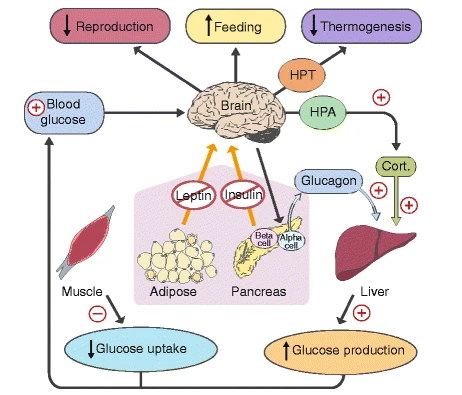 ↓ Reproduction
↑ Feeding
↓ Thermogenesis
HPT
+ Blood
glucose
Brain
HPA
+
Cort.
Leptin
Insulin
Glucagon
+
+
Beta
cell
Alpha
cell
Muscle
Adipose
Pancreas
Liver
−
+
↓ Glucose uptake
↑ Glucose production